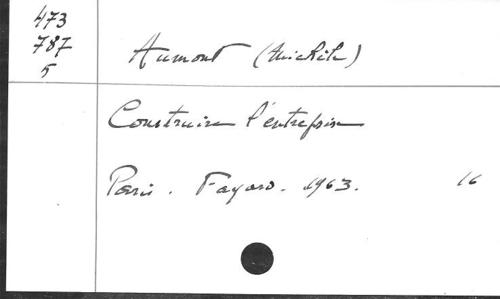 473
787
5
Aumont (Michèle)
Construire l'entreprise
Paris. Fayard. 1963. 16